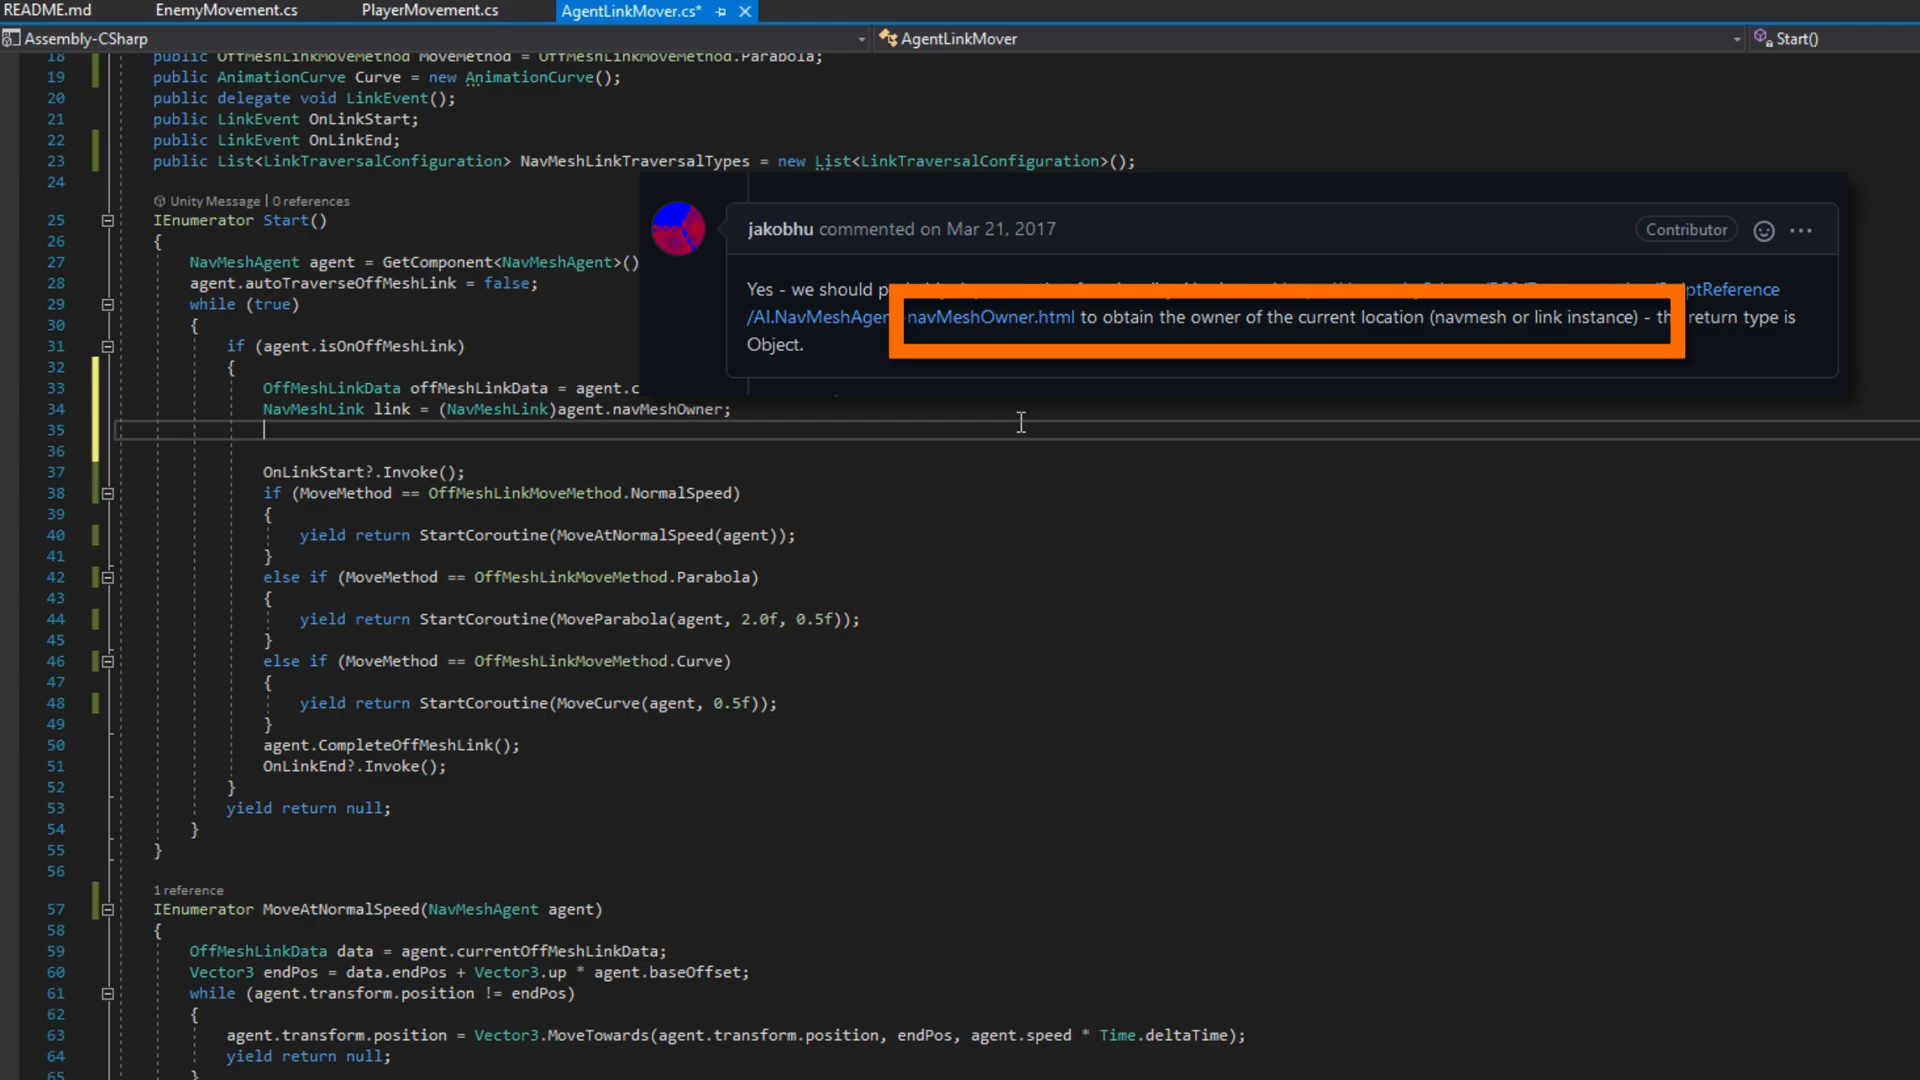 README.md EnemyMovement.cs PlayerMovement.cs AgentLinkMover.cs*
Assembly-CSharp AgentLinkMover Start()
18 public OffMeshLinkMoveMethod MoveMethod = OffMeshLinkMoveMethod.Parabola;
19 public AnimationCurve Curve = new AnimationCurve();
20 public delegate void LinkEvent();
21 public LinkEvent OnLinkStart;
22 public LinkEvent OnLinkEnd;
23 public List<LinkTraversalConfiguration> NavMeshLinkTraversalTypes = new List<LinkTraversalConfiguration>();
24
Unity Message | 0 references
25 IEnumerator Start()
26 {
27 NavMeshAgent agent = GetComponent<NavMeshAgent>()
28 agent.autoTraverseOffMeshLink = false;
29 while (true)
30 {
31 if (agent.isOnOffMeshLink)
32 {
33 OffMeshLinkData offMeshLinkData = agent.c
34 NavMeshLink link = (NavMeshLink)agent.navMeshOwner;
35
36
37 OnLinkStart?.Invoke();
38 if (MoveMethod == OffMeshLinkMoveMethod.NormalSpeed)
39 {
40 yield return StartCoroutine(MoveAtNormalSpeed(agent));
41 }
42 else if (MoveMethod == OffMeshLinkMoveMethod.Parabola)
43 {
44 yield return StartCoroutine(MoveParabola(agent, 2.0f, 0.5f));
45 }
46 else if (MoveMethod == OffMeshLinkMoveMethod.Curve)
47 {
48 yield return StartCoroutine(MoveCurve(agent, 0.5f));
49 }
50 agent.CompleteOffMeshLink();
51 OnLinkEnd?.Invoke();
52 }
53 yield return null;
54 }
55 }
56
1 reference
57 IEnumerator MoveAtNormalSpeed(NavMeshAgent agent)
58 {
59 OffMeshLinkData data = agent.currentOffMeshLinkData;
60 Vector3 endPos = data.endPos + Vector3.up * agent.baseOffset;
61 while (agent.transform.position != endPos)
62 {
63 agent.transform.position = Vector3.MoveTowards(agent.transform.position, endPos, agent.speed * Time.deltaTime);
64 yield return null;
65 }
jakobhu commented on Mar 21, 2017 Contributor
Yes - we should ptReference
/AI.NavMeshAgen -navMeshOwner.html to obtain the owner of the current location (navmesh or link instance) - th return type is
Object.